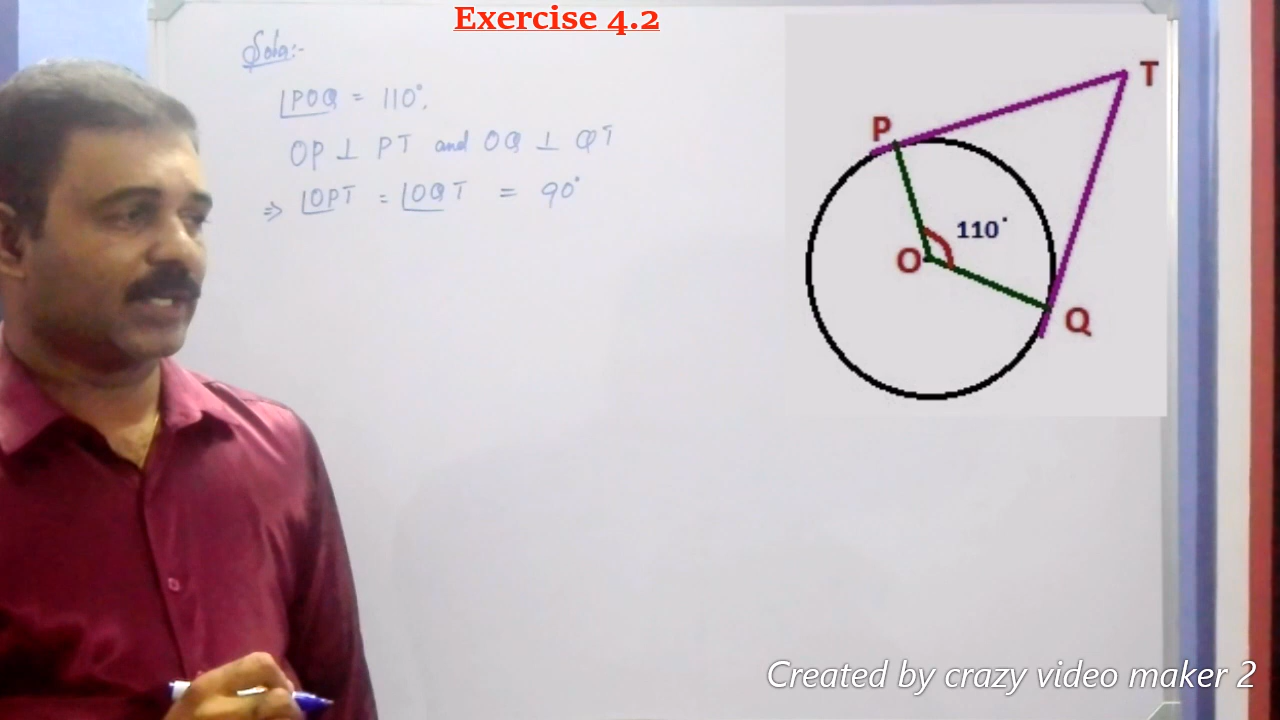 Exercise 4.2
Soln:-
∠POQ = 110°.
OP ⊥ PT and OQ ⊥ QT
⇒ ∠OPT = ∠OQT = 90°
T
P
110°
O
Q
Created by crazy video maker 2